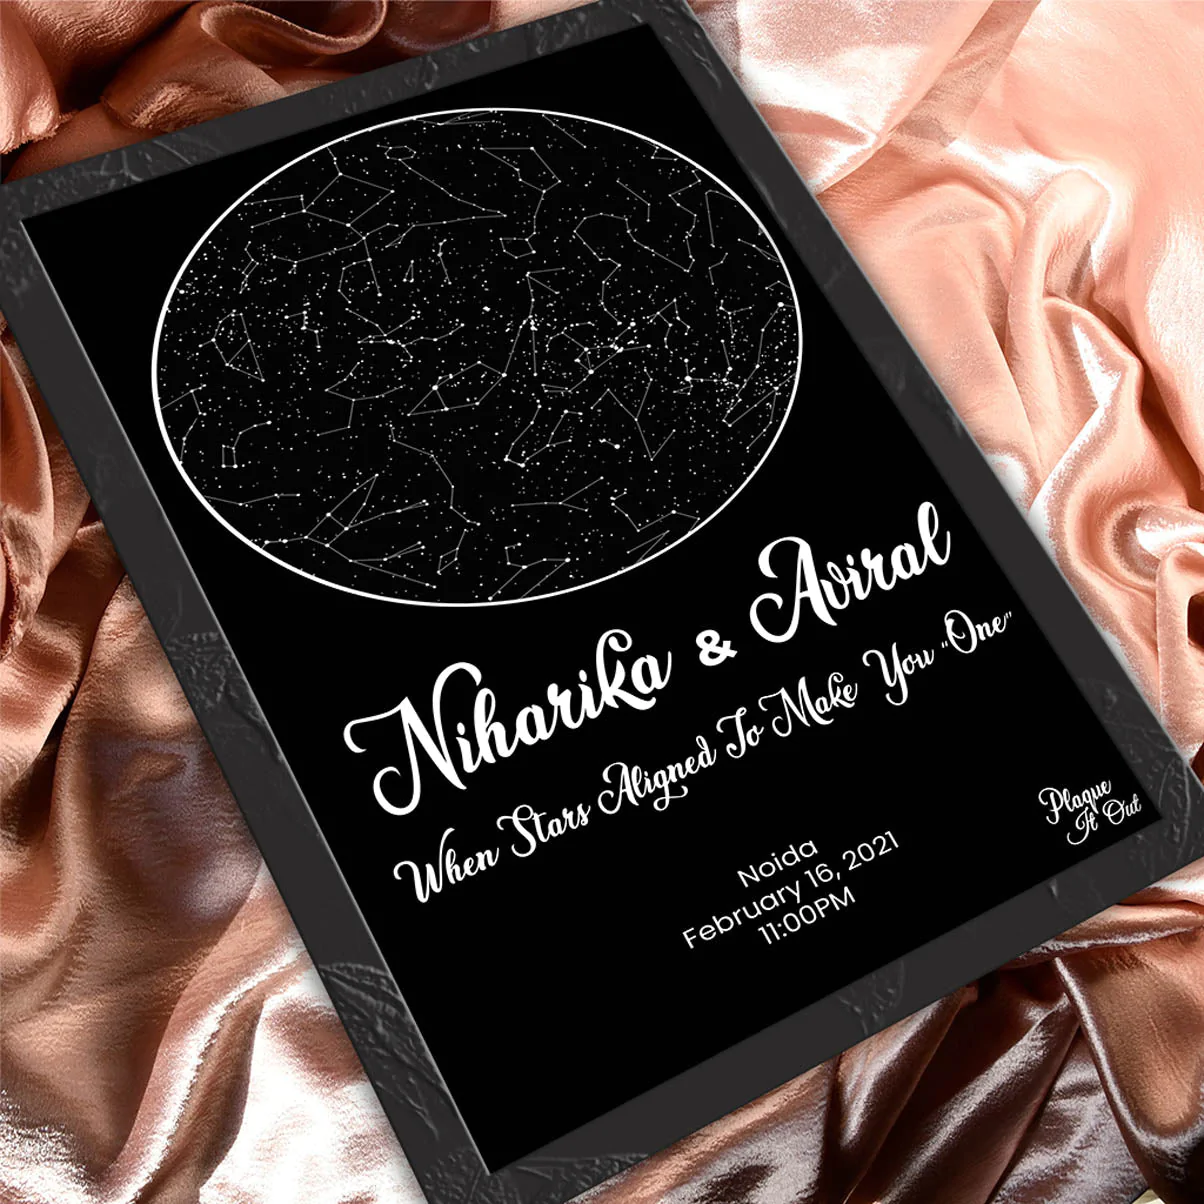 Niharika & Aviral
When Stars Aligned To Make You "One"
Noida
February 16, 2021
11:00PM
Plaque
It Out